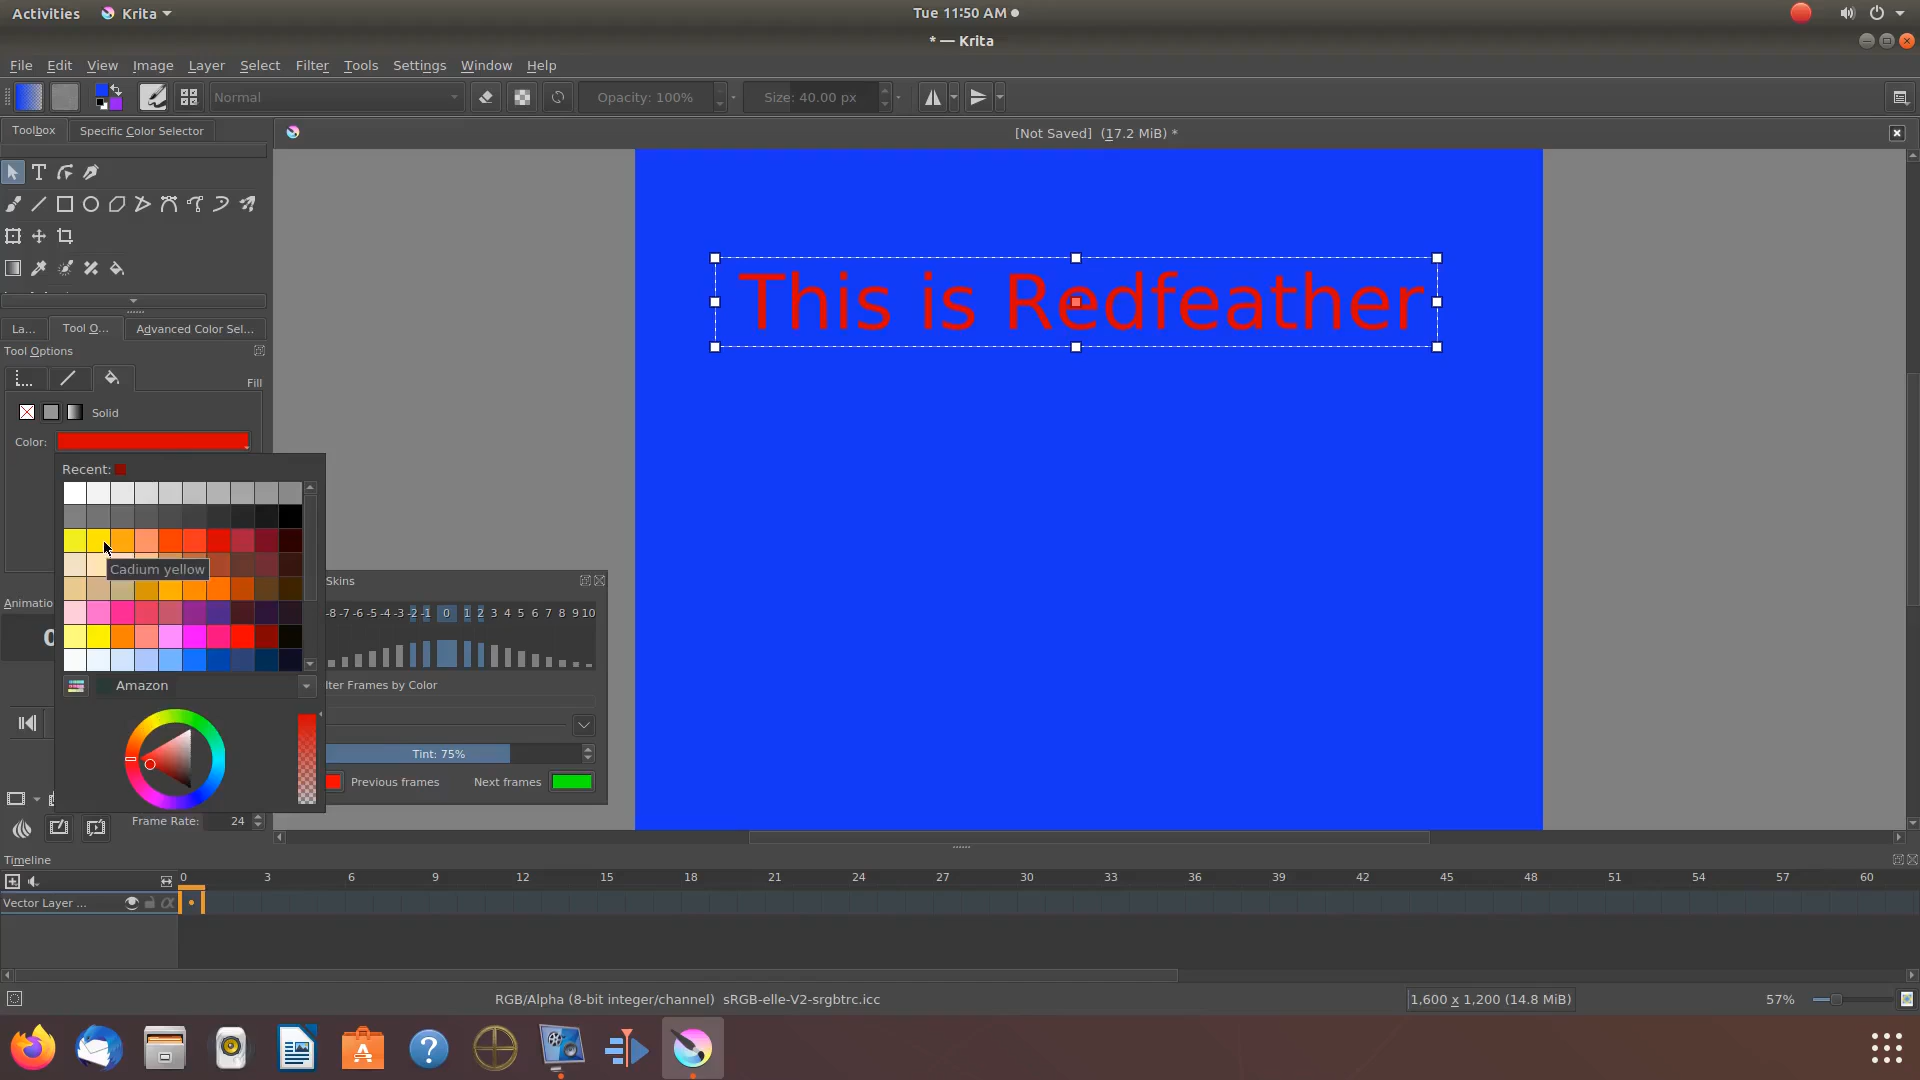 Activities Krita Tue 11:50 AM
* — Krita
File Edit View Image Layer Select Filter Tools Settings Window Help
Normal Opacity: 100% Size: 40.00 px
Toolbox Specific Color Selector [Not Saved] (17.2 MiB) *
This is Redfeather
La... Tool O... Advanced Color Sel...
Tool Options
Fill
Solid
Color:
Recent:
Cadium yellow
Skins
Animatio
0
-8 -7 -6 -5 -4 -3 -2 -1 0 1 2 3 4 5 6 7 8 9 10
lter Frames by Color
Amazon
Tint: 75%
Previous frames Next frames
Frame Rate: 24
Timeline
0 3 6 9 12 15 18 21 24 27 30 33 36 39 42 45 48 51 54 57 60
Vector Layer ...
RGB/Alpha (8-bit integer/channel) sRGB-elle-V2-srgbtrc.icc 1,600 x 1,200 (14.8 MiB) 57%